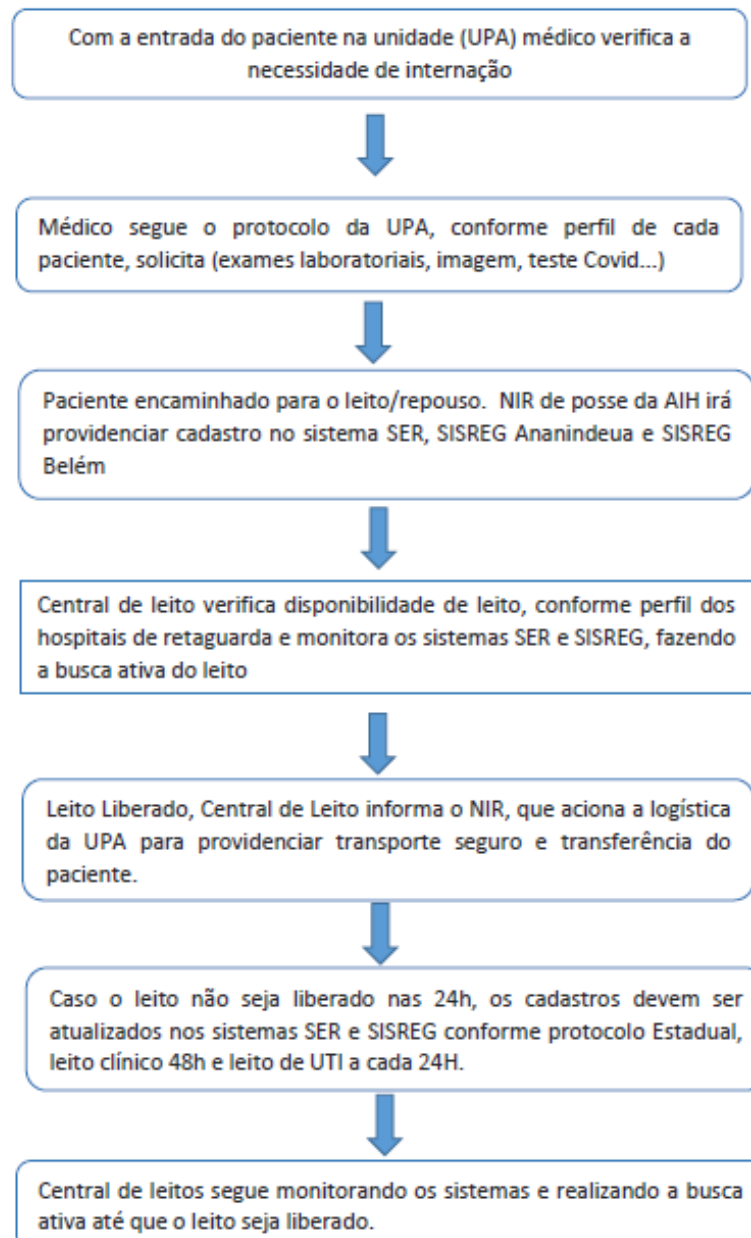 Com a entrada do paciente na unidade (UPA) médico verifica a
necessidade de internação
Médico segue o protocolo da UPA, conforme perfil de cada
paciente, solicita (exames laboratoriais, imagem, teste Covid...)
Paciente encaminhado para o leito/repouso. NIR de posse da AIH irá
providenciar cadastro no sistema SER, SISREG Ananindeua e SISREG
Belém
Central de leito verifica disponibilidade de leito, conforme perfil dos
hospitais de retaguarda e monitora os sistemas SER e SISREG, fazendo
a busca ativa do leito
Leito Liberado, Central de Leito informa o NIR, que aciona a logística
da UPA para providenciar transporte seguro e transferência do
paciente.
Caso o leito não seja liberado nas 24h, os cadastros devem ser
atualizados nos sistemas SER e SISREG conforme protocolo Estadual,
leito clínico 48h e leito de UTI a cada 24H.
Central de leitos segue monitorando os sistemas e realizando a busca
ativa até que o leito seja liberado.